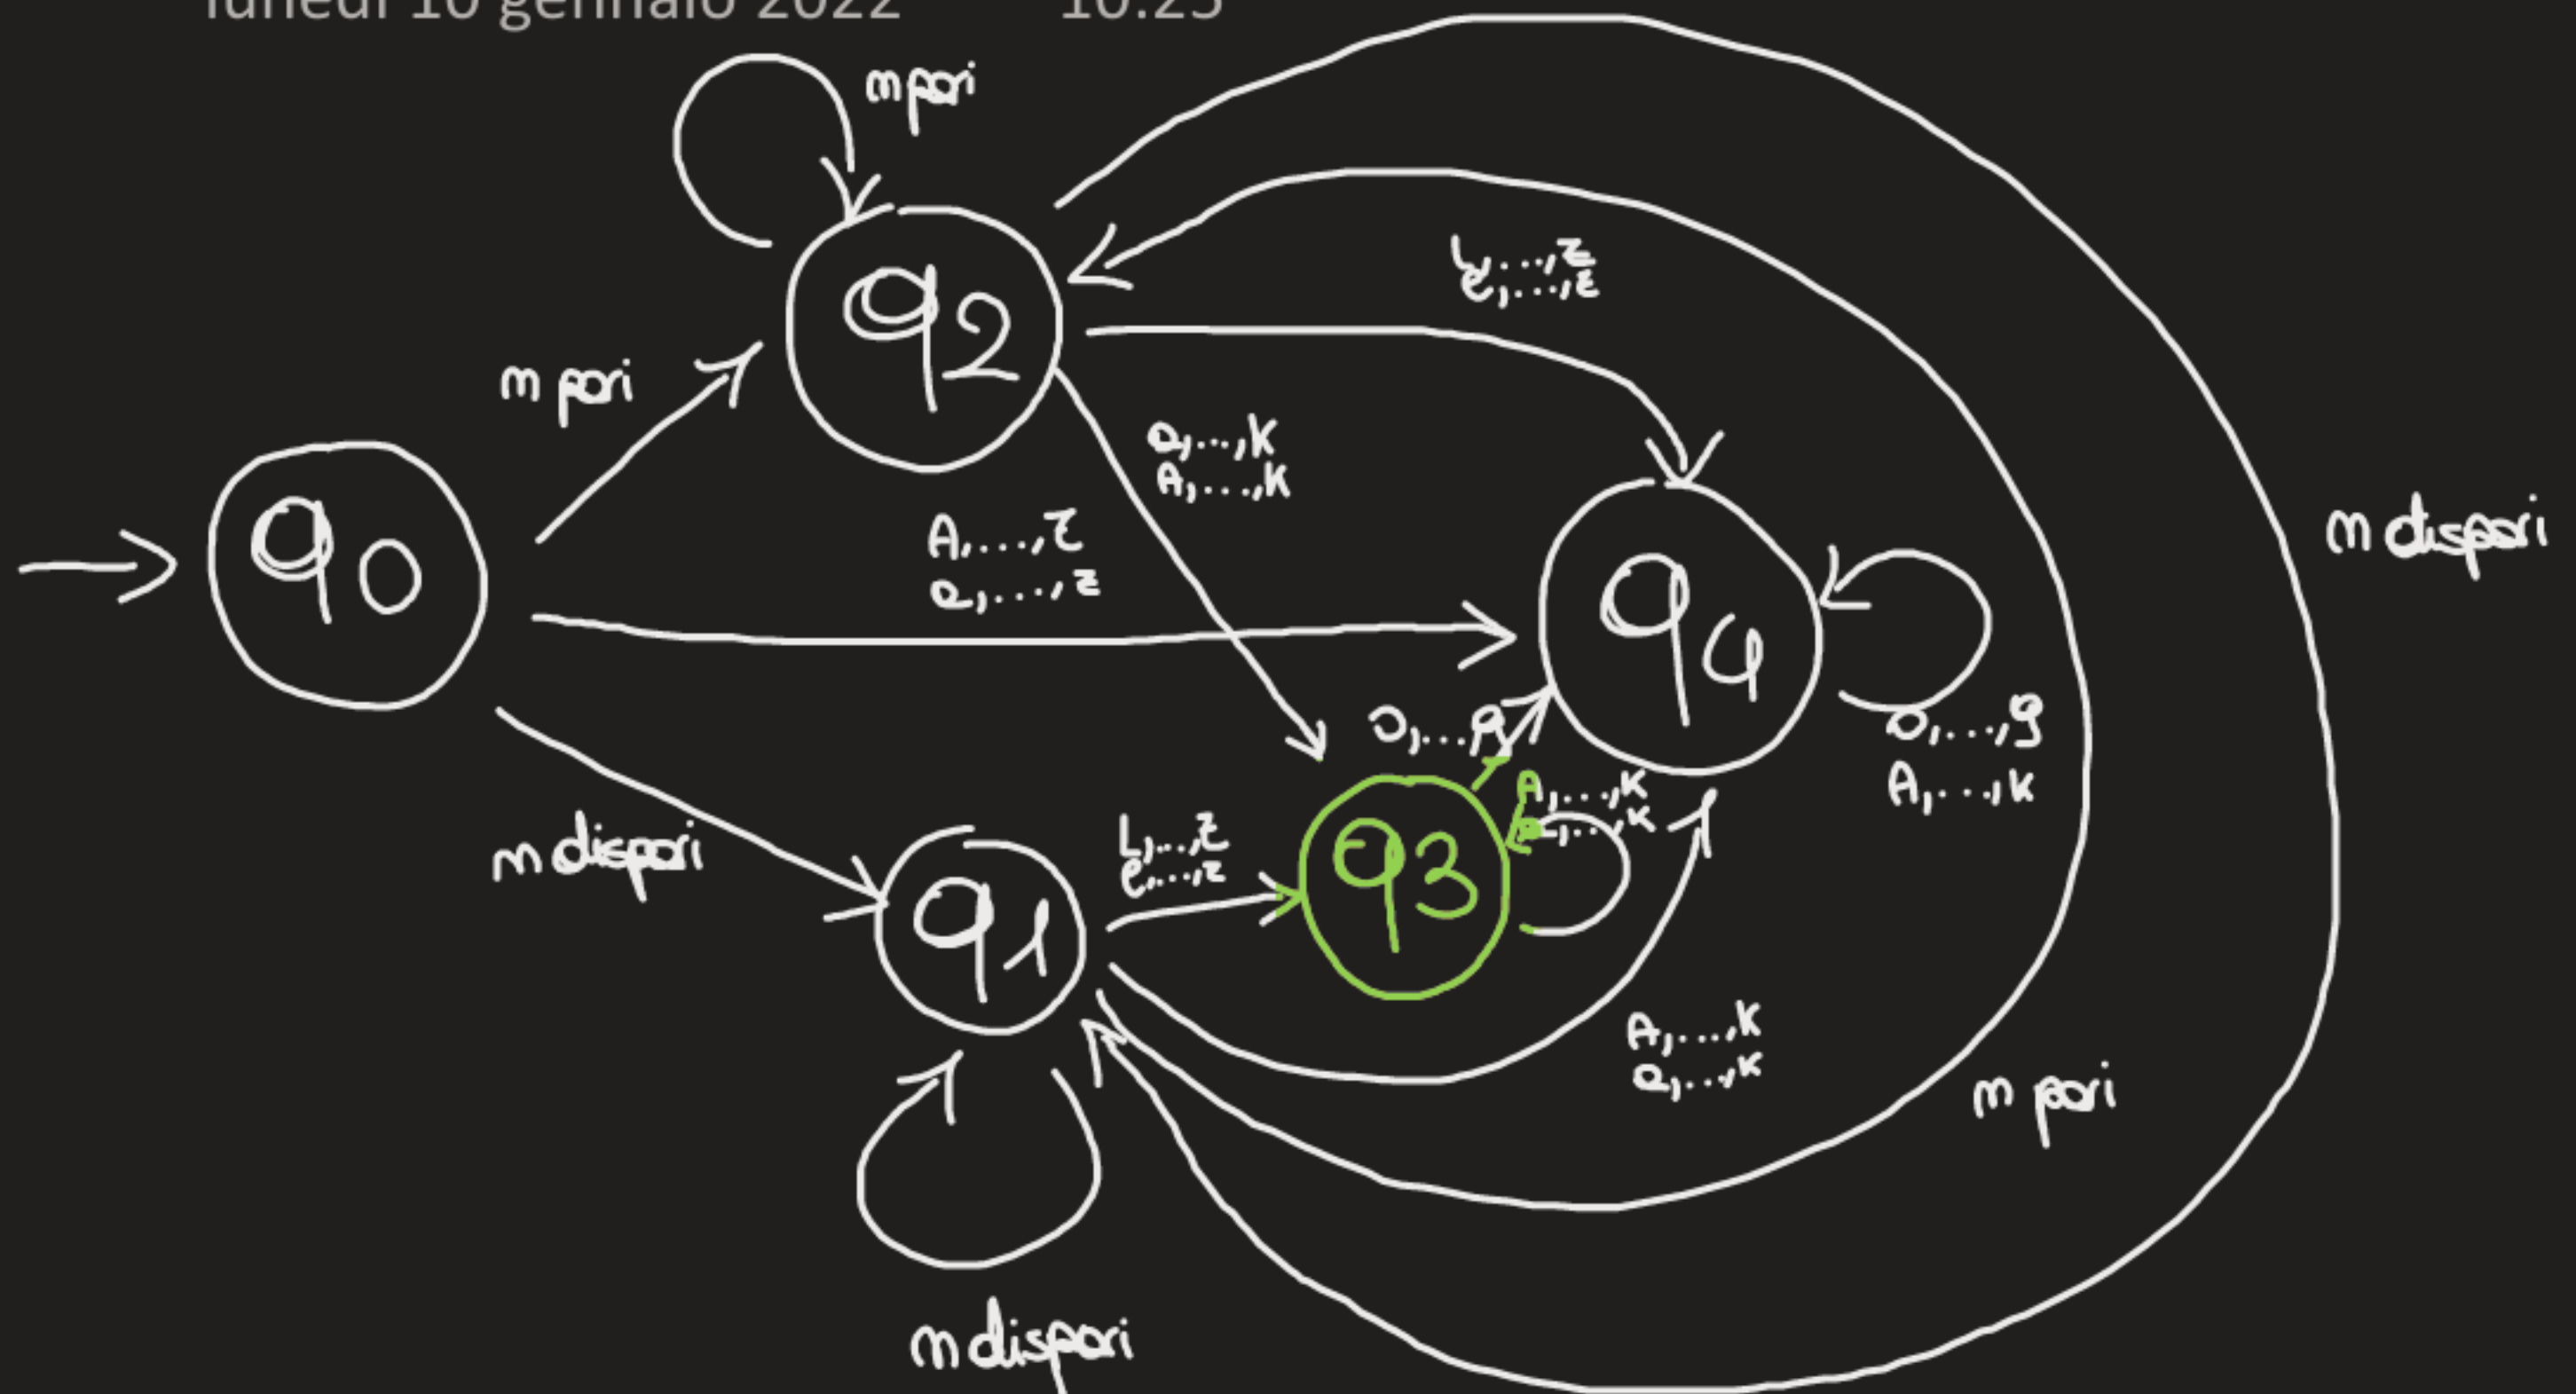 lunedì 10 gennaio 2022 10:25
m pari
L,...,Z
l,...,z
m pari
a,...,k
A,...,K
m dispari
A,...,Z
a,...,z
q2
q0
q4
0,...,9
0,...,9
A,...,k
A,...,K
a,...,k
m dispari
L,...,Z
l,...,z
q3
q1
A,...,K
a,...,k
m pari
m dispari